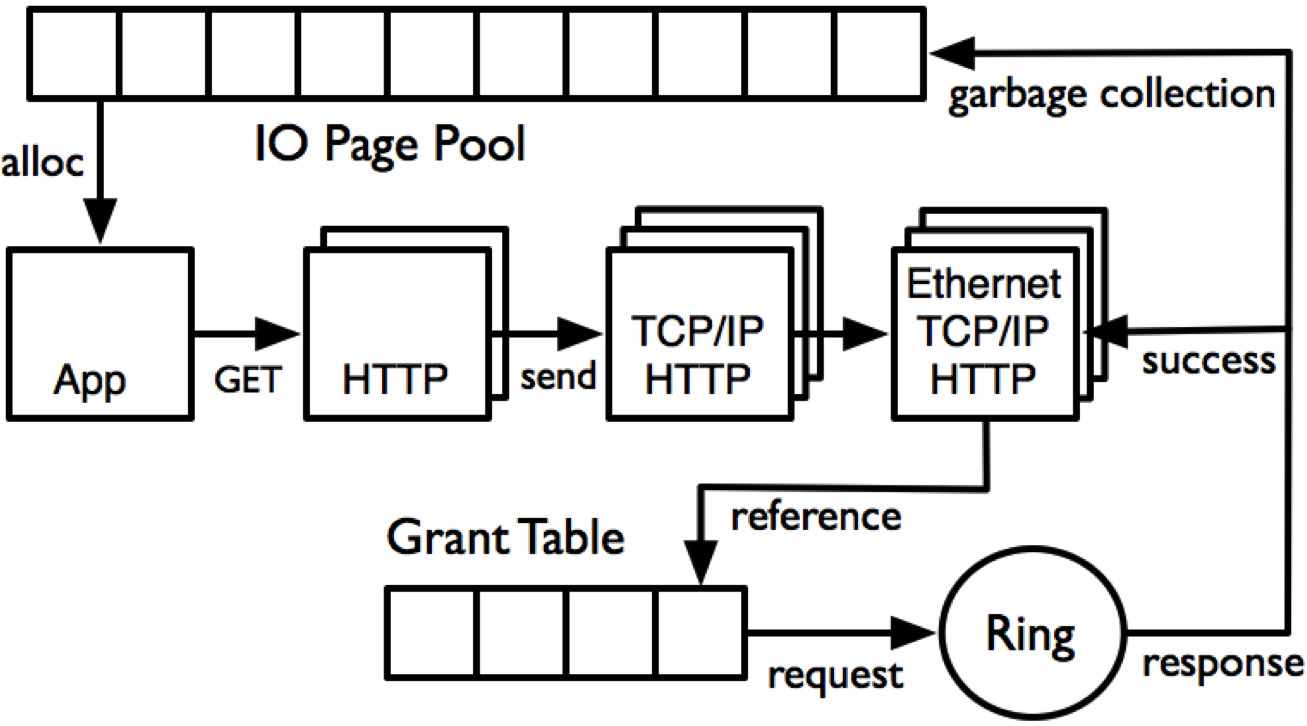 garbage collection
IO Page Pool
alloc
App
GET
HTTP
send
TCP/IP
HTTP
Ethernet
TCP/IP
HTTP
success
reference
Grant Table
Ring
request
response